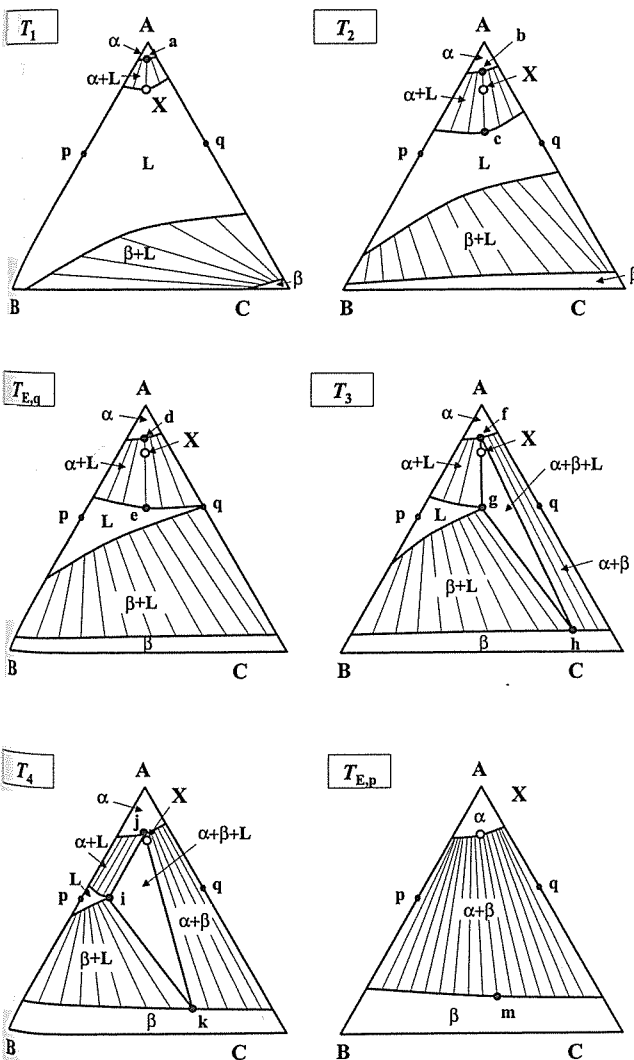 T1
A
α
a
α+L
X
p
q
L
β+L
β
B
C
T2
A
α
b
X
α+L
c
p
q
L
β+L
β
B
C
TE,q
A
α
d
X
α+L
p
L
e
q
β+L
β
B
C
T3
A
α
f
X
α+L
α+β+L
g
p
L
q
α+β
β+L
β
h
B
C
T4
A
α
X
j
α+L
α+β+L
L
p
i
q
α+β
β+L
β
k
B
C
TE,p
A
X
α
p
q
α+β
β
m
B
C